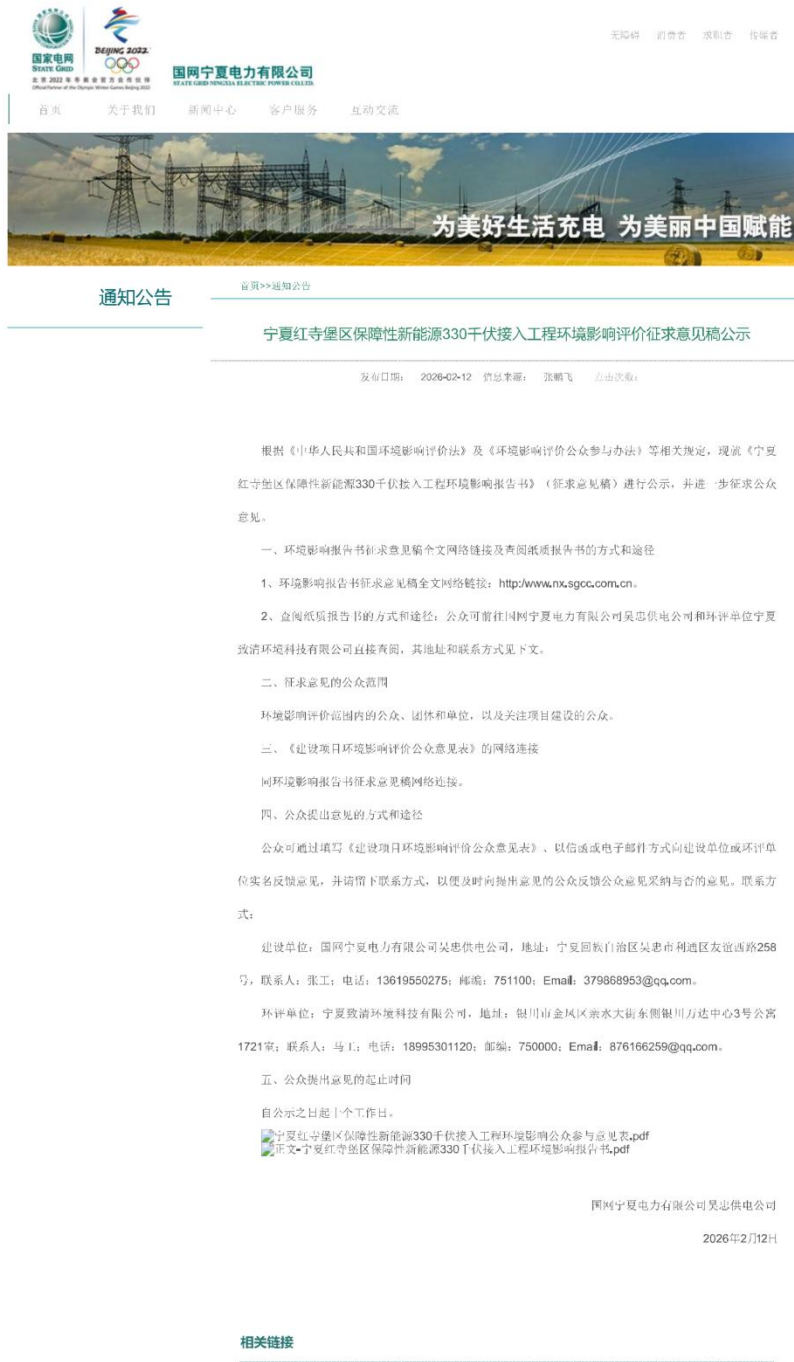 国家电网
STATE GRID
BEIJING 2022
北京2022年冬奥会官方合作伙伴
Official Partner of the Olympic Winter Games Beijing 2022
国网宁夏电力有限公司
STATE GRID NINGXIA ELECTRIC POWER CO.,LTD.
无障碍 消费者 求职者 传媒者
首页 关于我们 新闻中心 客户服务 互动交流
为美好生活充电 为美丽中国赋能
通知公告
首页>>通知公告
宁夏红寺堡区保障性新能源330千伏接入工程环境影响评价征求意见稿公示
发布日期: 2026-02-12 信息来源: 张鹏飞 点击次数:
根据《中华人民共和国环境影响评价法》及《环境影响评价公众参与办法》等相关规定,现就《宁夏
红寺堡区保障性新能源330千伏接入工程环境影响报告书》(征求意见稿)进行公示,并进一步征求公众
意见。
一、环境影响报告书征求意见稿全文网络链接及查阅纸质报告书的方式和途径
1、环境影响报告书征求意见稿全文网络链接:http:/www.nx.sgcc.com.cn。
2、查阅纸质报告书的方式和途径:公众可前往国网宁夏电力有限公司吴忠供电公司和环评单位宁夏
致清环境科技有限公司直接查阅,其地址和联系方式见下文。
二、征求意见的公众范围
环境影响评价范围内的公众、团体和单位,以及关注项目建设的公众。
三、《建设项目环境影响评价公众意见表》的网络连接
同环境影响报告书征求意见稿网络连接。
四、公众提出意见的方式和途径
公众可通过填写《建设项目环境影响评价公众意见表》、以信函或电子邮件方式向建设单位或环评单
位实名反馈意见,并请留下联系方式,以便及时向提出意见的公众反馈公众意见采纳与否的意见。联系方
式:
建设单位:国网宁夏电力有限公司吴忠供电公司,地址:宁夏回族自治区吴忠市利通区友谊西路258
号,联系人:张工;电话:13619550275;邮编:751100;Email:379868953@qq.com。
环评单位:宁夏致清环境科技有限公司,地址:银川市金凤区亲水大街东侧银川万达中心3号公寓
1721室;联系人:马工;电话:18995301120;邮编:750000;Email:876166259@qq.com。
五、公众提出意见的起止时间
自公示之日起十个工作日。
宁夏红寺堡区保障性新能源330千伏接入工程环境影响公众参与意见表.pdf
正文-宁夏红寺堡区保障性新能源330千伏接入工程环境影响报告书.pdf
国网宁夏电力有限公司吴忠供电公司
2026年2月12日
相关链接